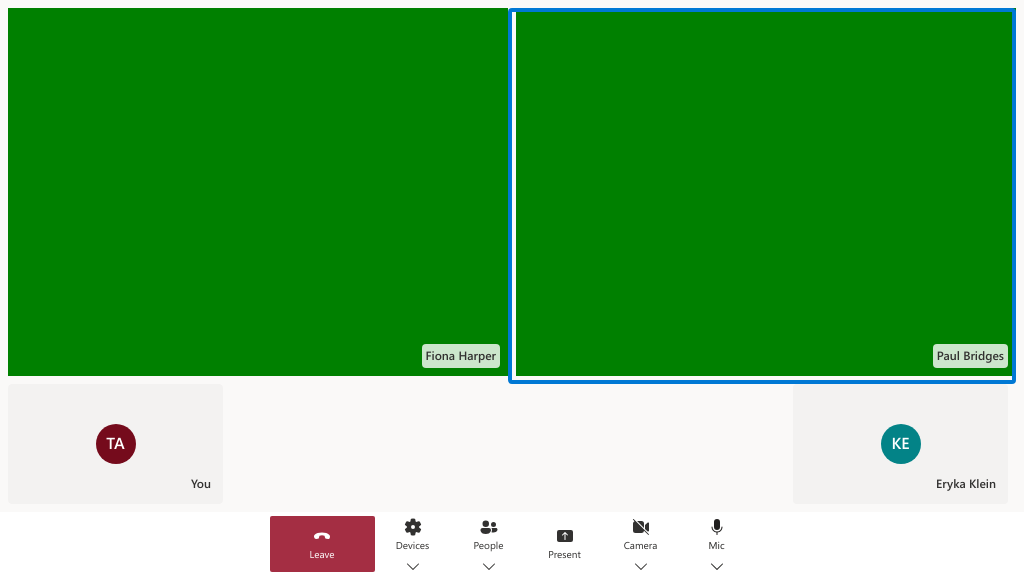 Fiona Harper
Paul Bridges
TA
You
KE
Eryka Klein
Leave
Devices
People
Present
Camera
Mic